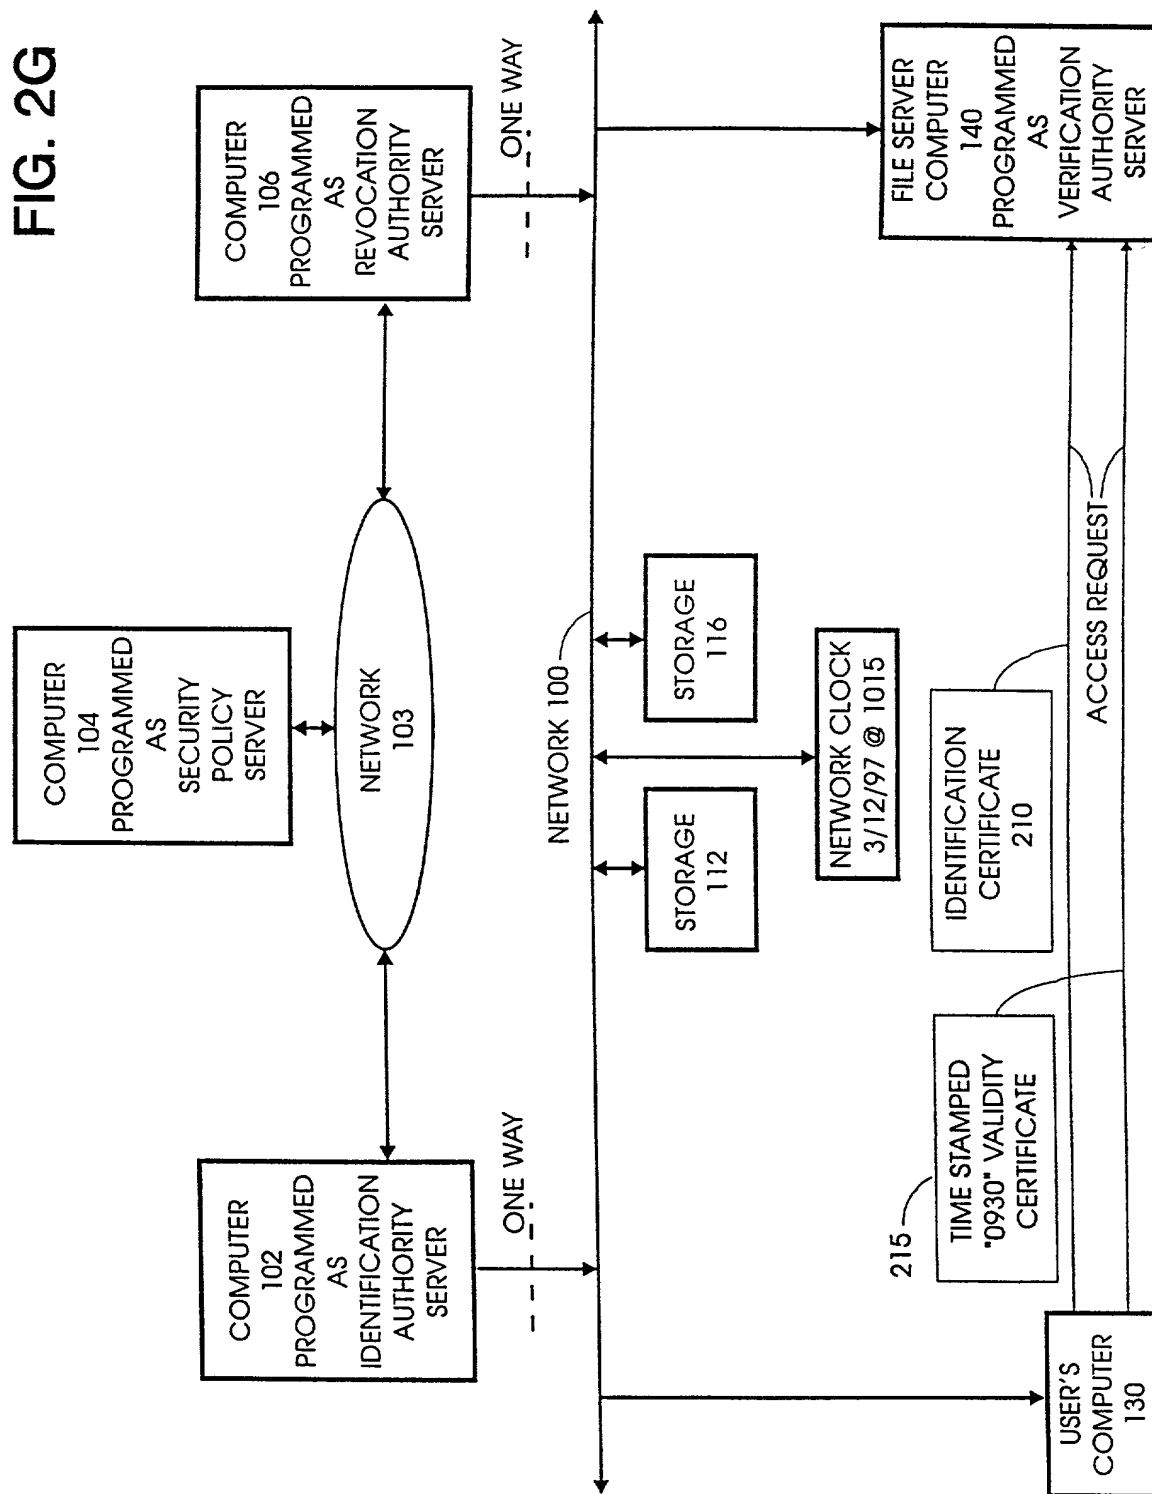 FIG. 2G
COMPUTER
104
PROGRAMMED
AS
SECURITY
POLICY
SERVER
COMPUTER
102
PROGRAMMED
AS
IDENTIFICATION
AUTHORITY
SERVER
NETWORK
103
COMPUTER
106
PROGRAMMED
AS
REVOCATION
AUTHORITY
SERVER
ONE WAY
ONE WAY
NETWORK 100
STORAGE
112
STORAGE
116
NETWORK CLOCK
3/12/97 @ 1015
215
TIME STAMPED
"0930" VALIDITY
CERTIFICATE
IDENTIFICATION
CERTIFICATE
210
ACCESS REQUEST
USER'S
COMPUTER
130
FILE SERVER
COMPUTER
140
PROGRAMMED
AS
VERIFICATION
AUTHORITY
SERVER